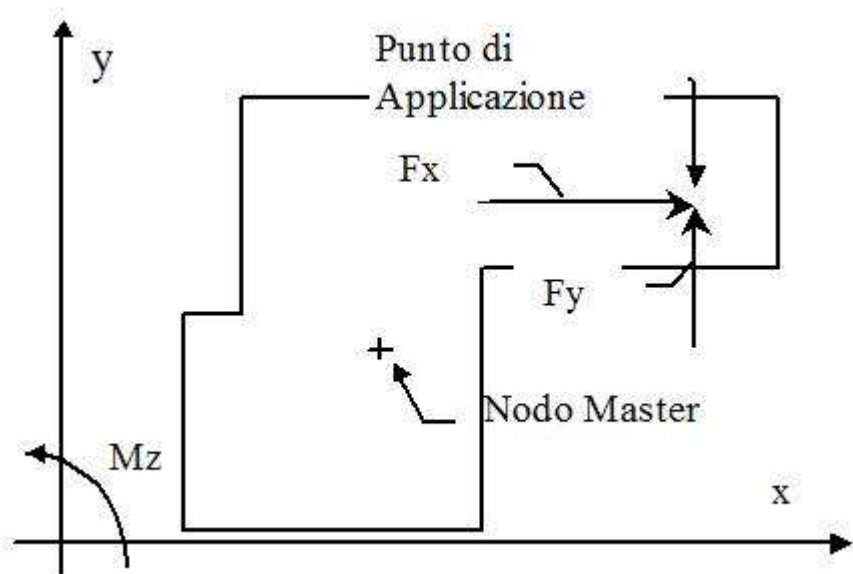 y
Punto di
Applicazione
Fx
Fy
Nodo Master
Mz
x